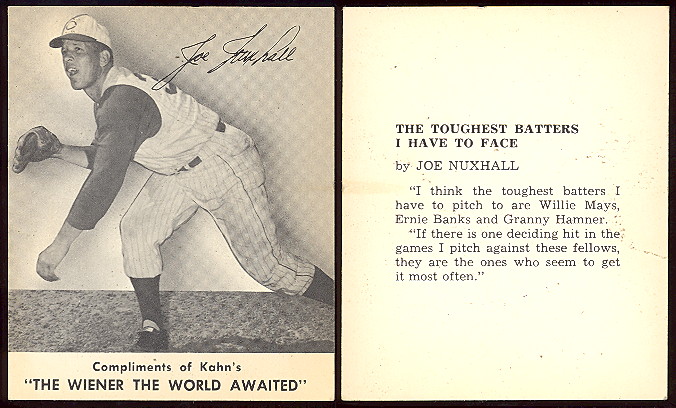 C
Joe Nuxhall
Compliments of Kahn's
"THE WIENER THE WORLD AWAITED"
THE TOUGHEST BATTERS
I HAVE TO FACE
by JOE NUXHALL
"I think the toughest batters I
have to pitch to are Willie Mays,
Ernie Banks and Granny Hamner.
"If there is one deciding hit in the
games I pitch against these fellows,
they are the ones who seem to get
it most often."